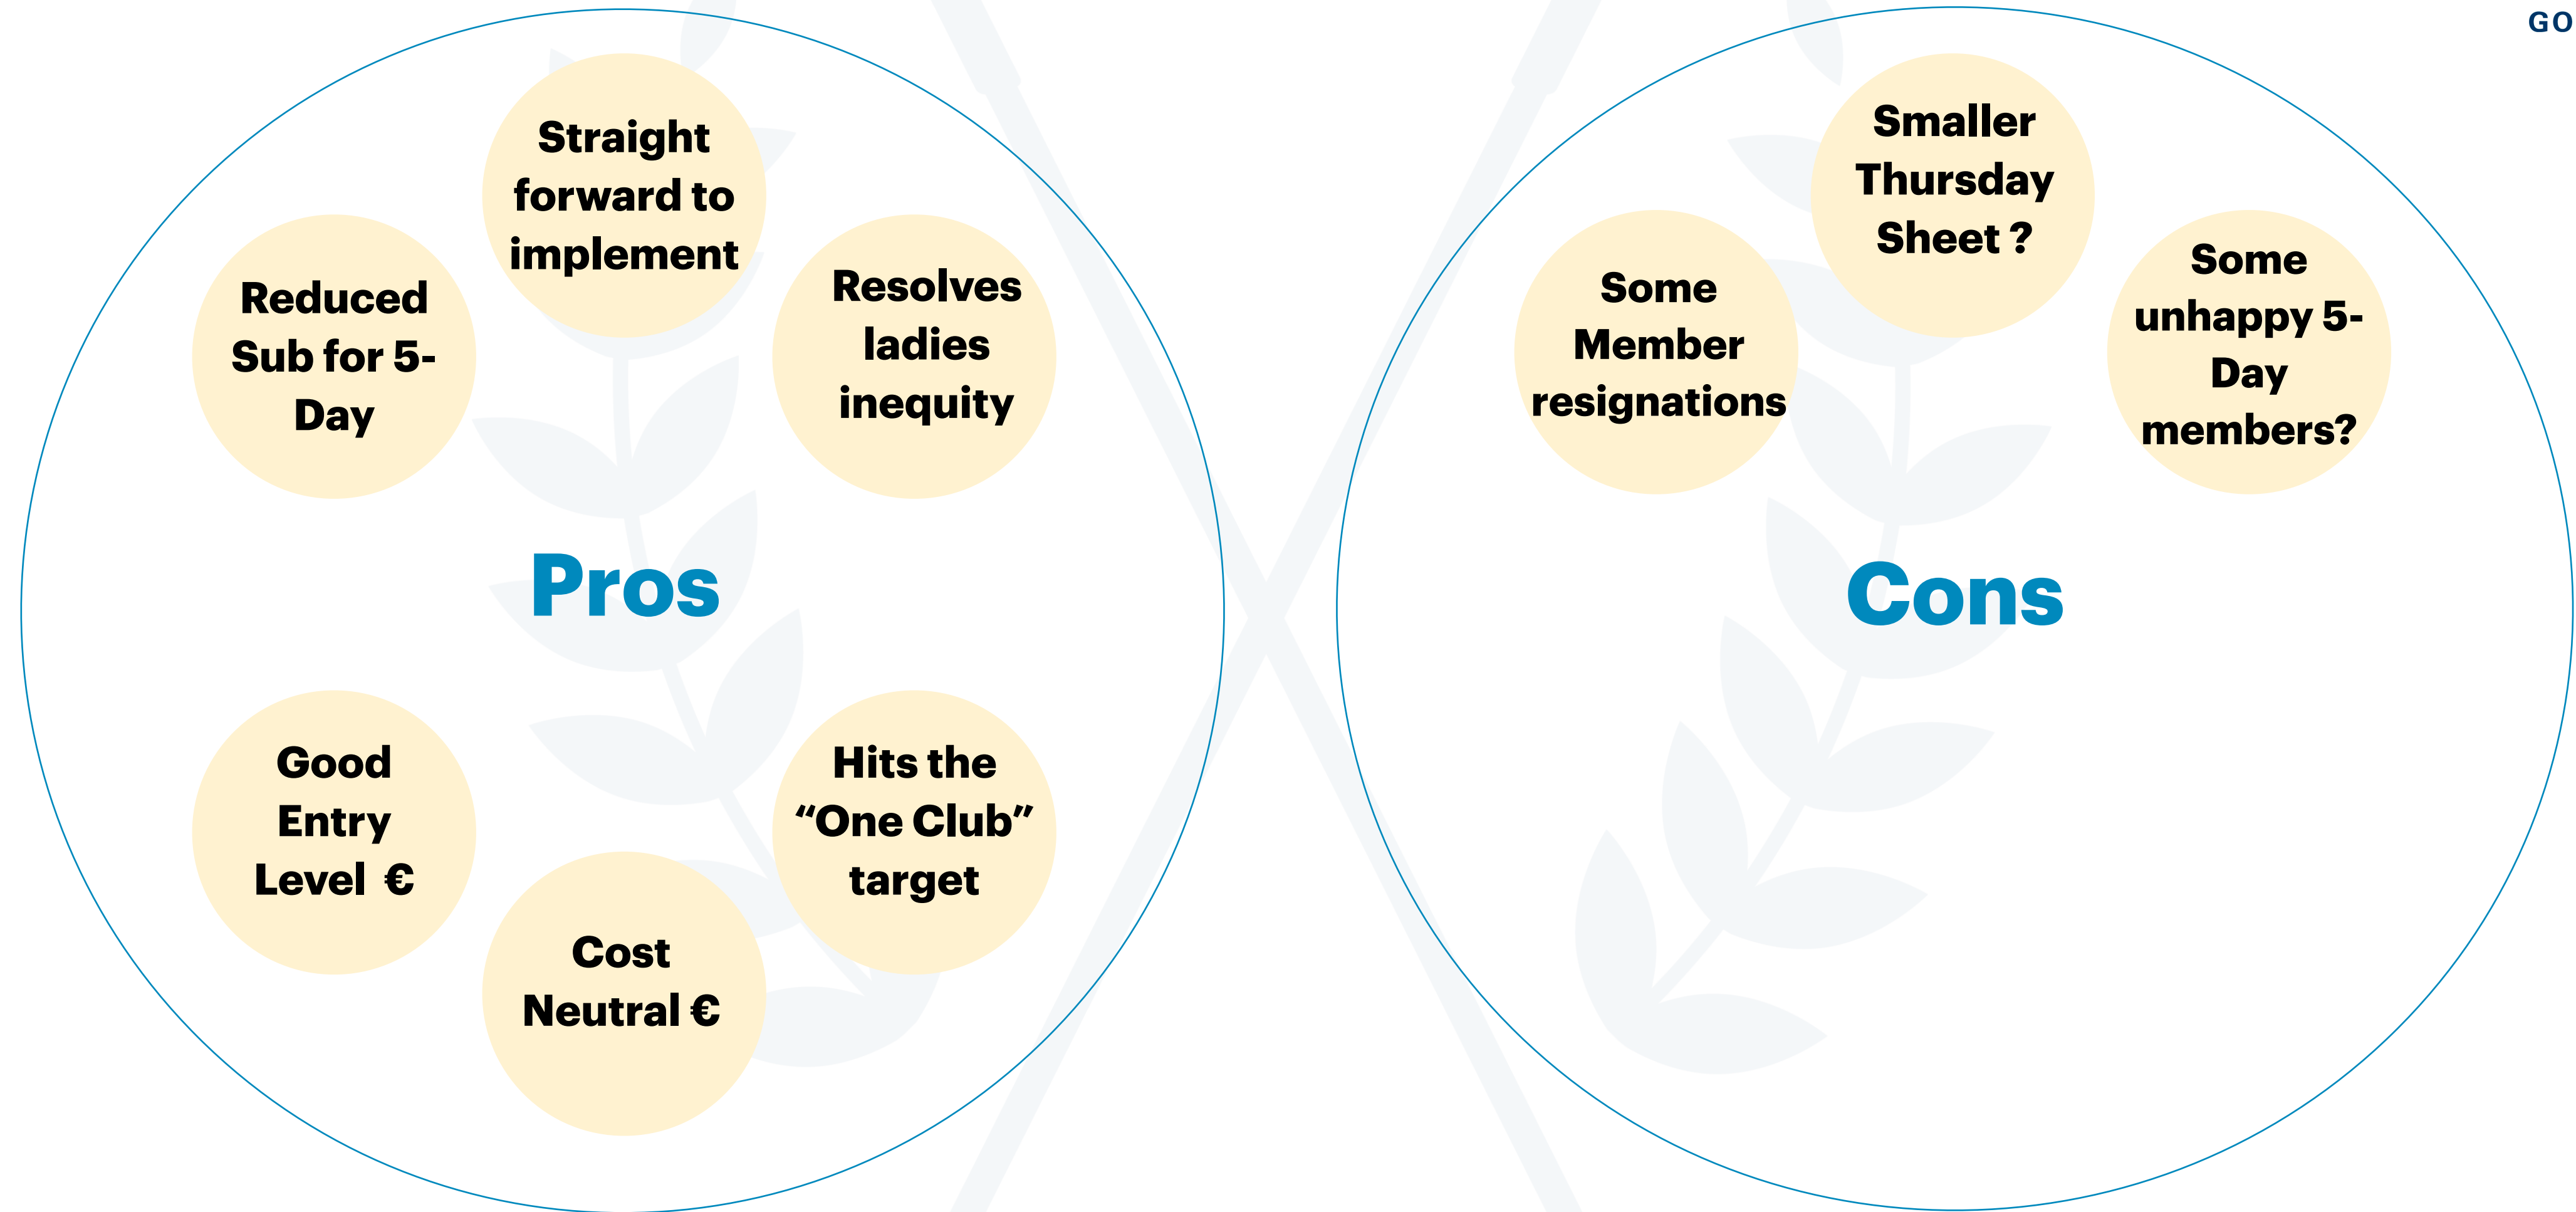 GO
Straight
forward to
implement
Reduced
Sub for 5-
Day
Resolves
ladies
inequity
Pros
Good
Entry
Level €
Hits the
“One Club”
target
Cost
Neutral €
Smaller
Thursday
Sheet ?
Some
Member
resignations
Some
unhappy 5-
Day
members?
Cons